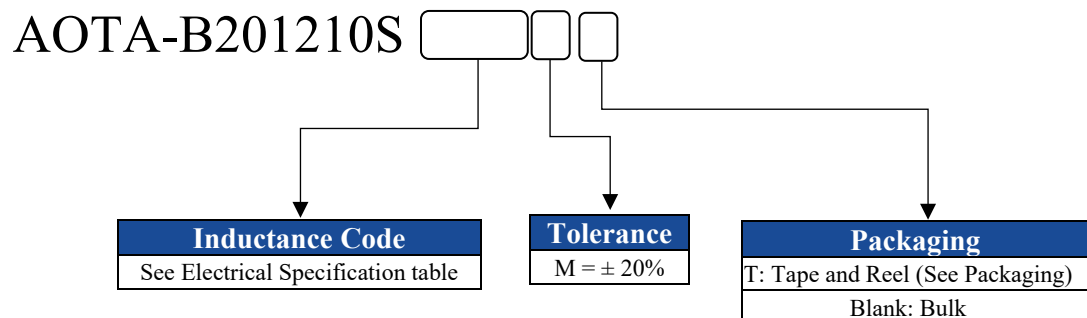 AOTA-B201210S
Inductance Code
See Electrical Specification table
Tolerance
M = ± 20%
Packaging
T: Tape and Reel (See Packaging)
Blank: Bulk